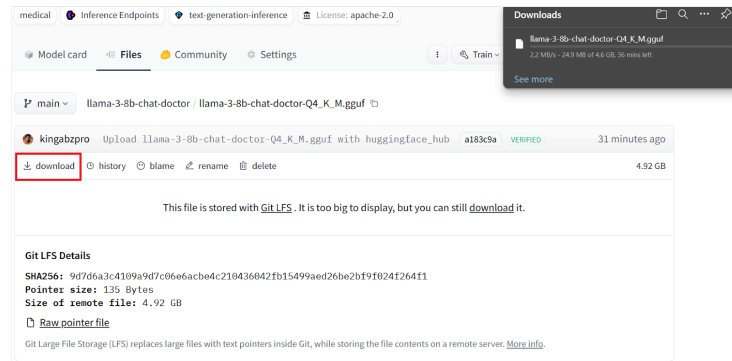 medical Inference Endpoints text-generation-inference License: apache-2.0
Downloads
llama-3-8b-chat-doctor-Q4_K_M.gguf
2.2 MB/s - 24.9 MB of 4.6 GB, 36 mins left
See more
Model card Files Community Settings Train
main llama-3-8b-chat-doctor / llama-3-8b-chat-doctor-Q4_K_M.gguf
kingabzpro Upload llama-3-8b-chat-doctor-Q4_K_M.gguf with huggingface_hub a183c9a VERIFIED 31 minutes ago
download history blame rename delete 4.92 GB
This file is stored with Git LFS . It is too big to display, but you can still download it.
Git LFS Details
SHA256: 9d7d6a3c4109a9d7c06e6acbe4c210436042fb15499aed26be2bf9f024f264f1
Pointer size: 135 Bytes
Size of remote file: 4.92 GB
Raw pointer file
Git Large File Storage (LFS) replaces large files with text pointers inside Git, while storing the file contents on a remote server. More info.